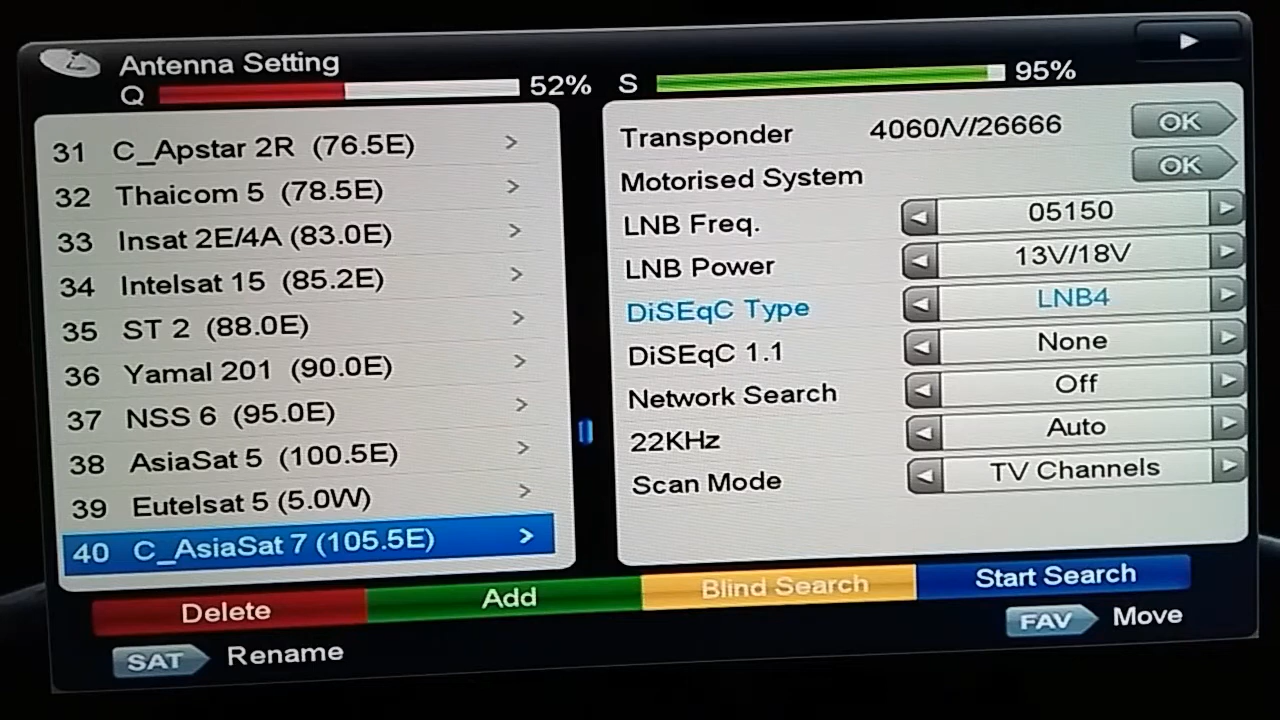 Antenna Setting
Q 52% S 95%
31 C_Apstar 2R (76.5E) >
32 Thaicom 5 (78.5E) >
33 Insat 2E/4A (83.0E) >
34 Intelsat 15 (85.2E) >
35 ST 2 (88.0E) >
36 Yamal 201 (90.0E) >
37 NSS 6 (95.0E) >
38 AsiaSat 5 (100.5E) >
39 Eutelsat 5 (5.0W) >
40 C_AsiaSat 7 (105.5E) >
Transponder 4060/V/26666 OK
Motorised System OK
LNB Freq. 05150
LNB Power 13V/18V
DiSEqC Type LNB4
DiSEqC 1.1 None
Network Search Off
22KHz Auto
Scan Mode TV Channels
Delete Add Blind Search Start Search
SAT Rename FAV Move